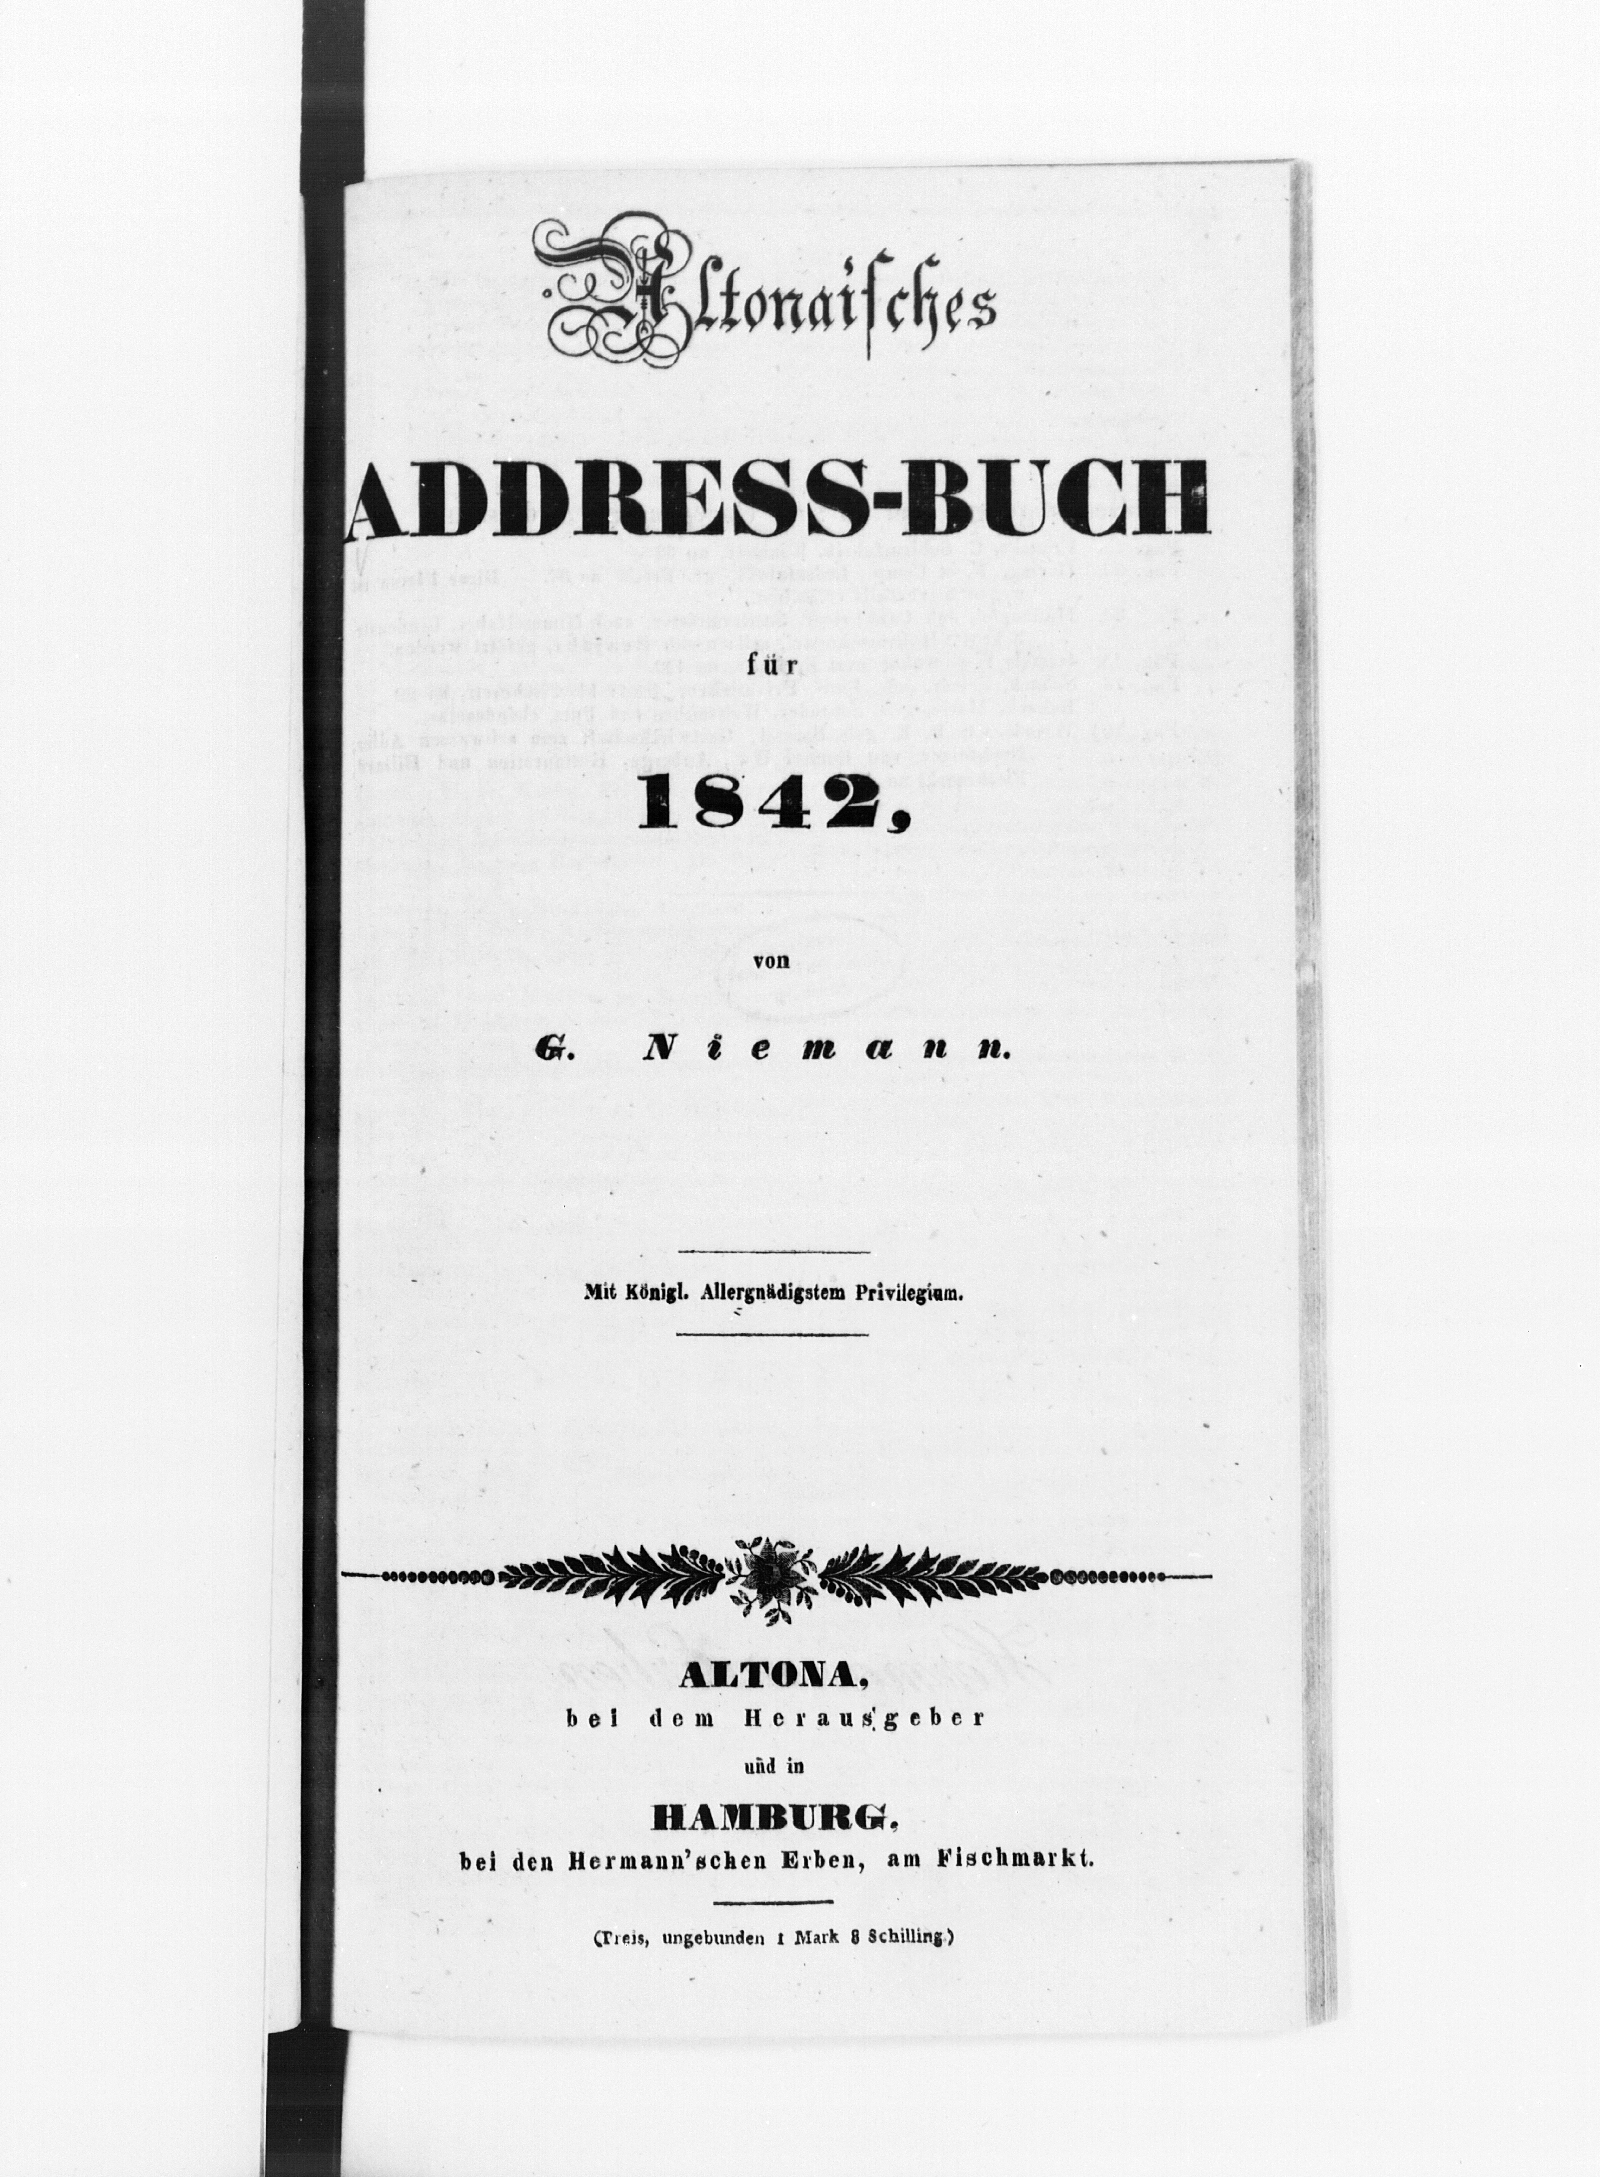 Altonaisches
ADDRESS-BUCH
für
1842,
von
G. Niemann.
Mit Königl. Allergnädigstem Privilegium.
ALTONA,
bei dem Herausgeber
und in
HAMBURG,
bei den Hermann'schen Erben, am Fischmarkt.
(Preis, ungebunden 1 Mark 8 Schilling)